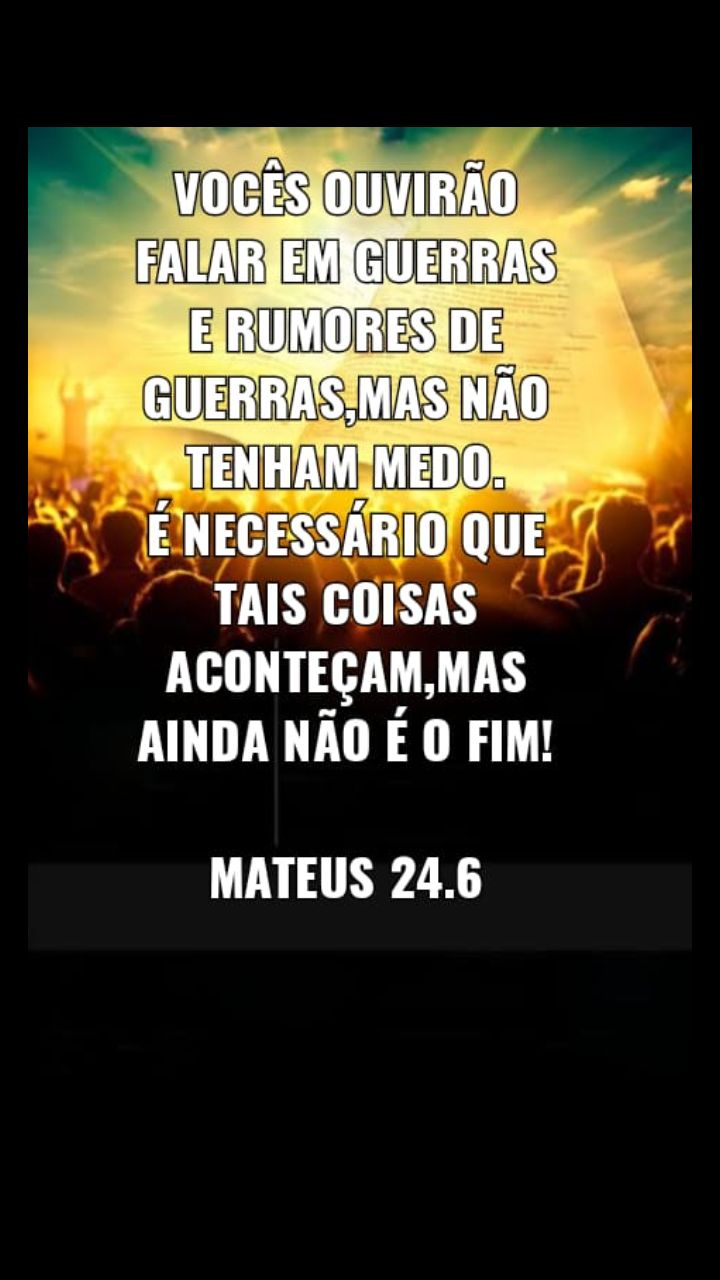 VOCÊS OUVIRÃO
FALAR EM GUERRAS
E RUMORES DE
GUERRAS,MAS NÃO
TENHAM MEDO.
É NECESSÁRIO QUE
TAIS COISAS
ACONTEÇAM,MAS
AINDA NÃO É O FIM!
MATEUS 24.6